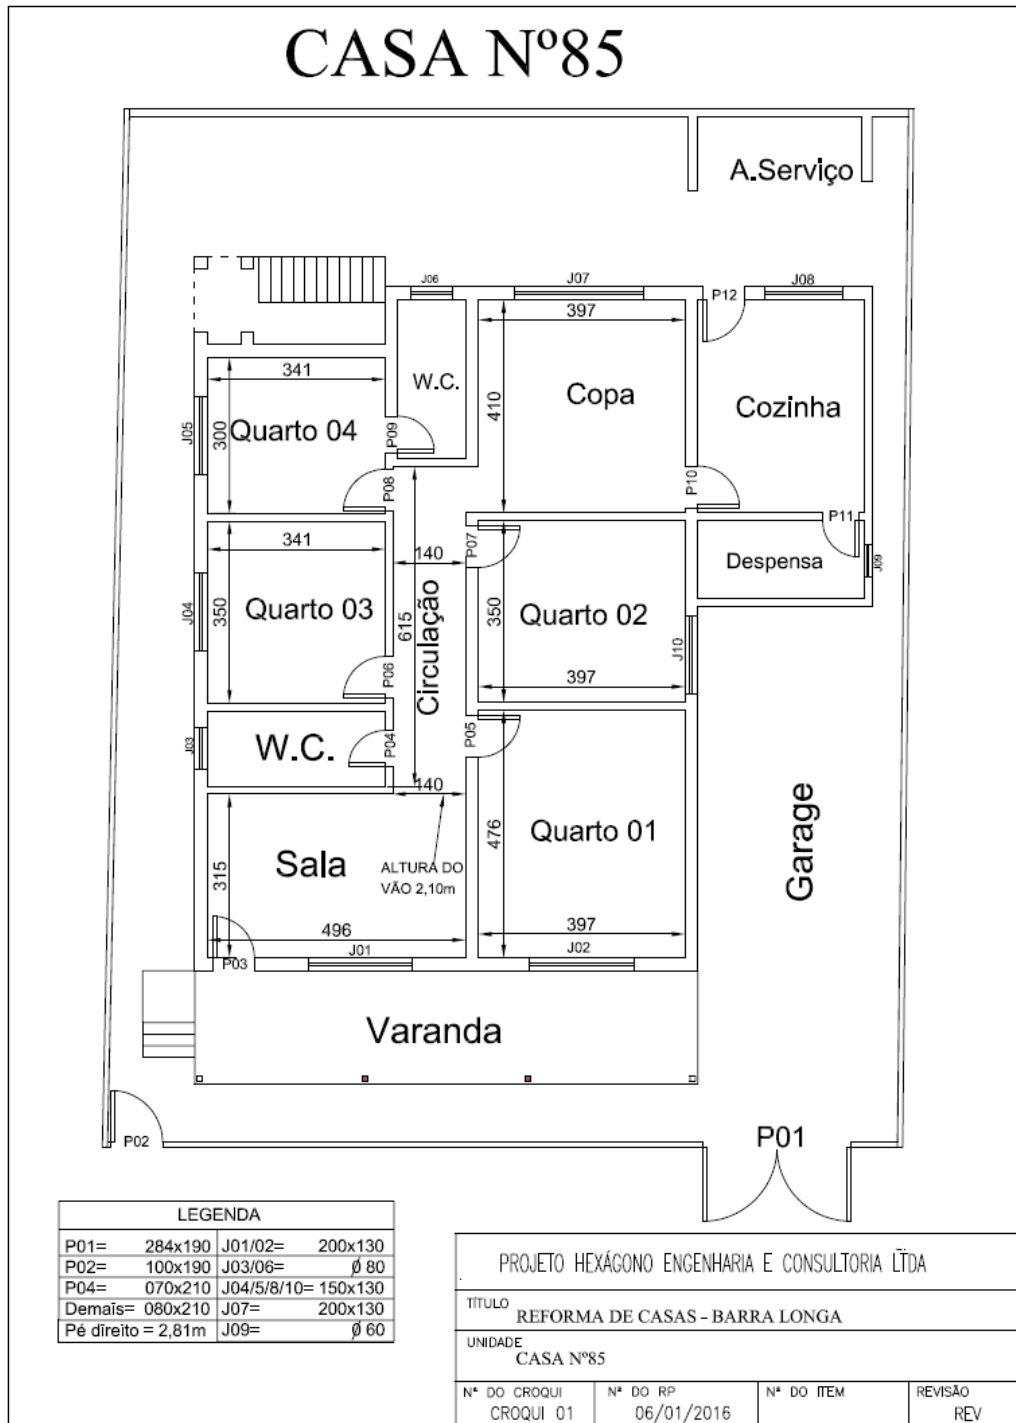 CASA Nº85
A.Serviço
J06
J07
J08
P12
397
341
W.C.
Copa
Cozinha
410
J05
300
Quarto 04
P09
P08
P10
P11
341
140
P07
Despensa
J09
J04
350
Quarto 03
615
Circulação
350
Quarto 02
J10
P06
397
J03
W.C.
P04
P05
140
476
Quarto 01
Garage
315
Sala
ALTURA DO
VÃO 2,10m
496
397
J01
J02
P03
Varanda
P02
P01
LEGENDA
P01= 284x190 J01/02= 200x130
P02= 100x190 J03/06= Ø 80
P04= 070x210 J04/5/8/10= 150x130
Demais= 080x210 J07= 200x130
Pé direito = 2,81m J09= Ø 60
PROJETO HEXÁGONO ENGENHARIA E CONSULTORIA LTDA
TÍTULO
REFORMA DE CASAS - BARRA LONGA
UNIDADE
CASA Nº85
Nª DO CROQUI Nª DO RP Nª DO ITEM REVISÃO
CROQUI 01 06/01/2016 REV